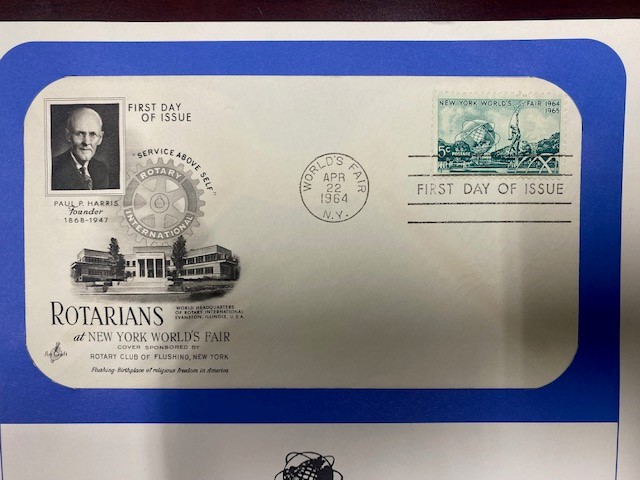 FIRST DAY
OF ISSUE
"SERVICE ABOVE SELF"
ROTARY
INTERNATIONAL
PAUL P. HARRIS
founder
1868-1947
WORLD HEADQUARTERS
OF ROTARY INTERNATIONAL
EVANSTON, ILLINOIS, U.S.A.
ROTARIANS
at NEW YORK WORLD'S FAIR
COVER SPONSORED BY
ROTARY CLUB OF FLUSHING, NEW YORK
Flushing-Birthplace of religious freedom in America
ArtCraft
WORLD'S FAIR
APR
22
1964
N.Y.
NEW YORK WORLD'S FAIR 1964
1965
5c
U.S. POSTAGE
FIRST DAY OF ISSUE